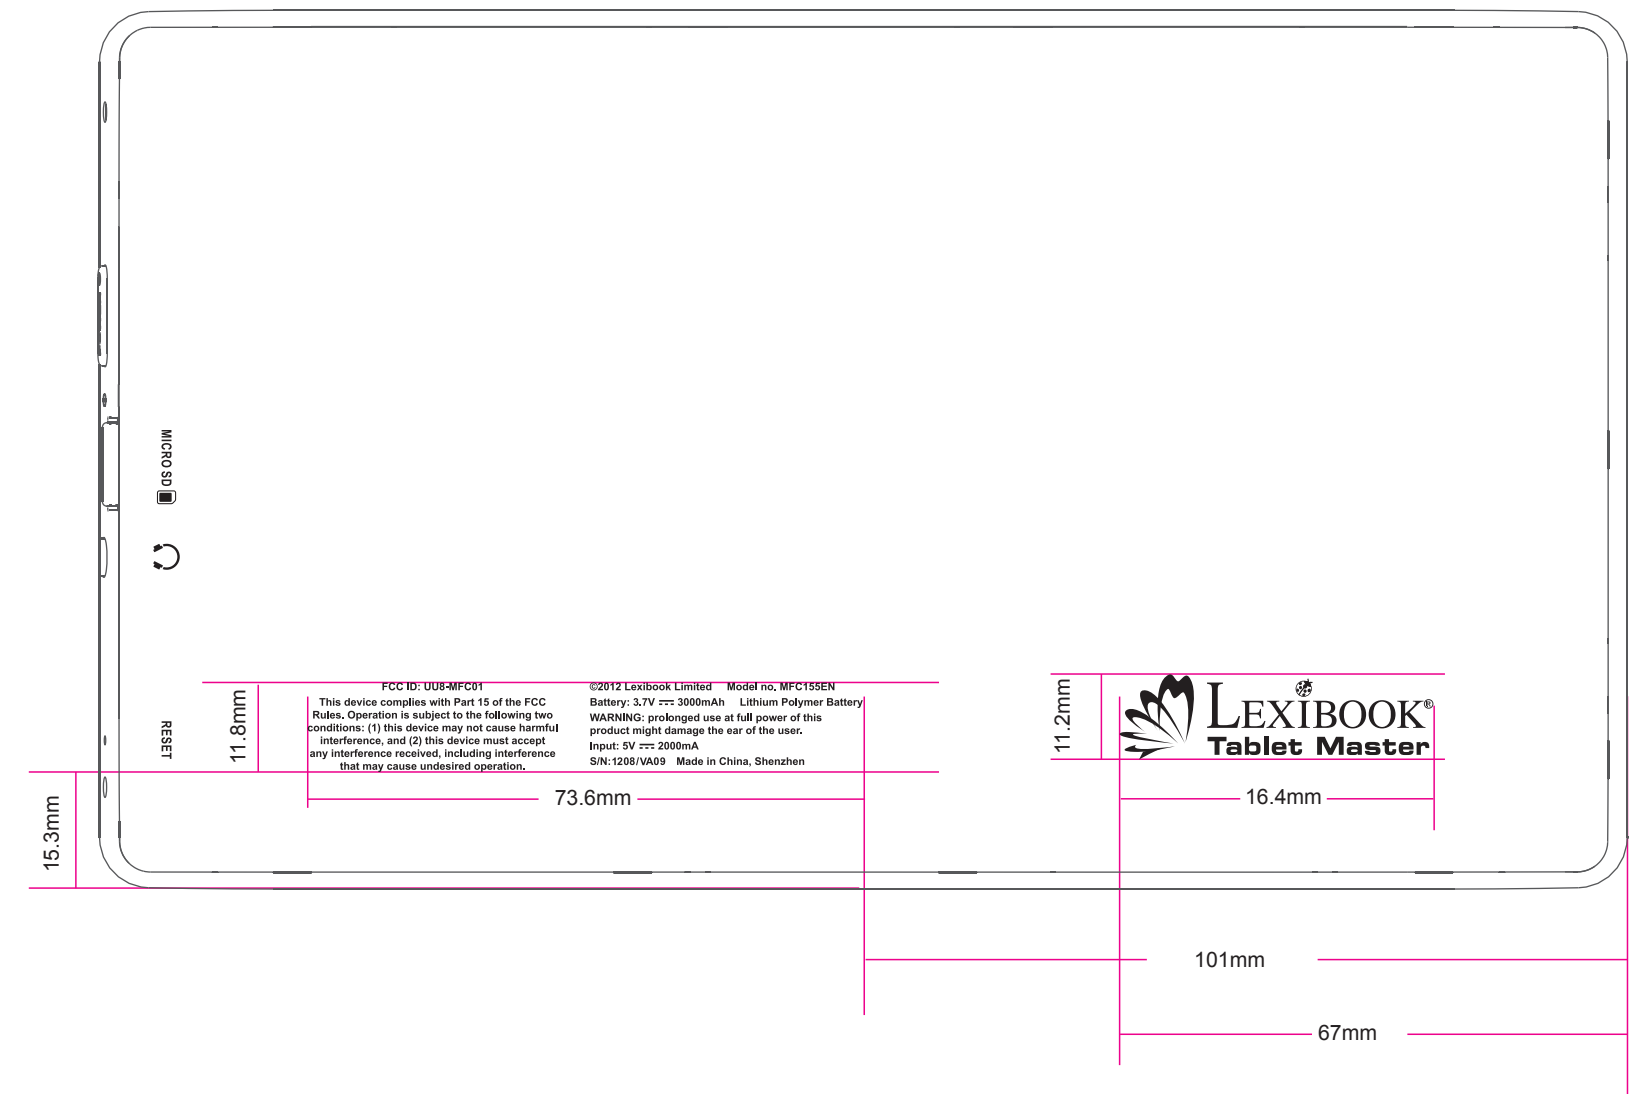 MICRO SD
RESET
FCC ID: UU8-MFC01
This device complies with Part 15 of the FCC
Rules. Operation is subject to the following two
conditions: (1) this device may not cause harmful
interference, and (2) this device must accept
any interference received, including interference
that may cause undesired operation.
©2012 Lexibook Limited Model no. MFC155EN
Battery: 3.7V ⎓ 3000mAh Lithium Polymer Battery
WARNING: prolonged use at full power of this
product might damage the ear of the user.
Input: 5V ⎓ 2000mA
S/N:1208/VA09 Made in China, Shenzhen
LEXIBOOK®
Tablet Master
11.8mm
15.3mm
73.6mm
11.2mm
16.4mm
101mm
67mm